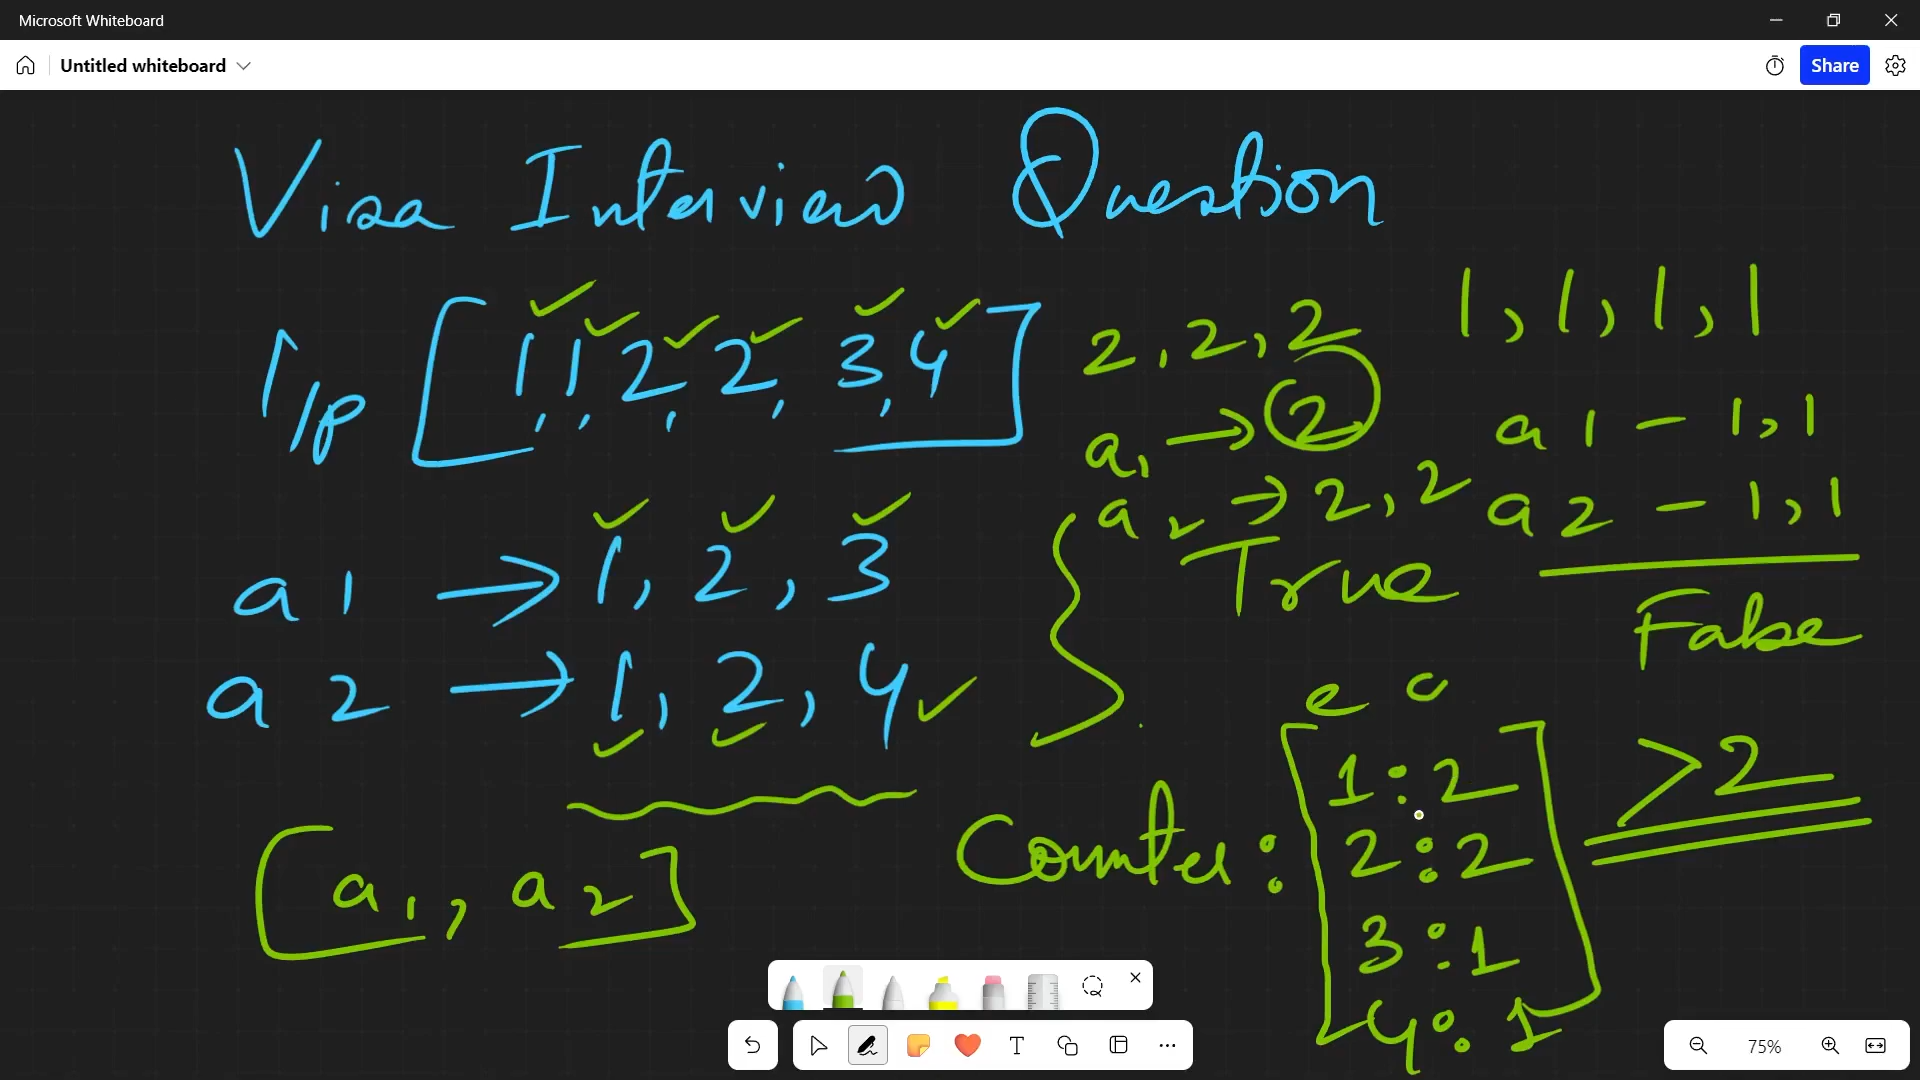 Microsoft Whiteboard
Untitled whiteboard
Share
Visa Interview Question
I/p [1, 1, 2, 2, 3, 4]
2, 2, 2
a1 → 2
a2 → 2, 2
True
1, 1, 1, 1
a1 - 1, 1
a2 - 1, 1
False
a1 → 1, 2, 3
a2 → 1, 2, 4
[a1, a2]
e c
Counter : [1 : 2
2 : 2
3 : 1
4 : 1]
>2
75%